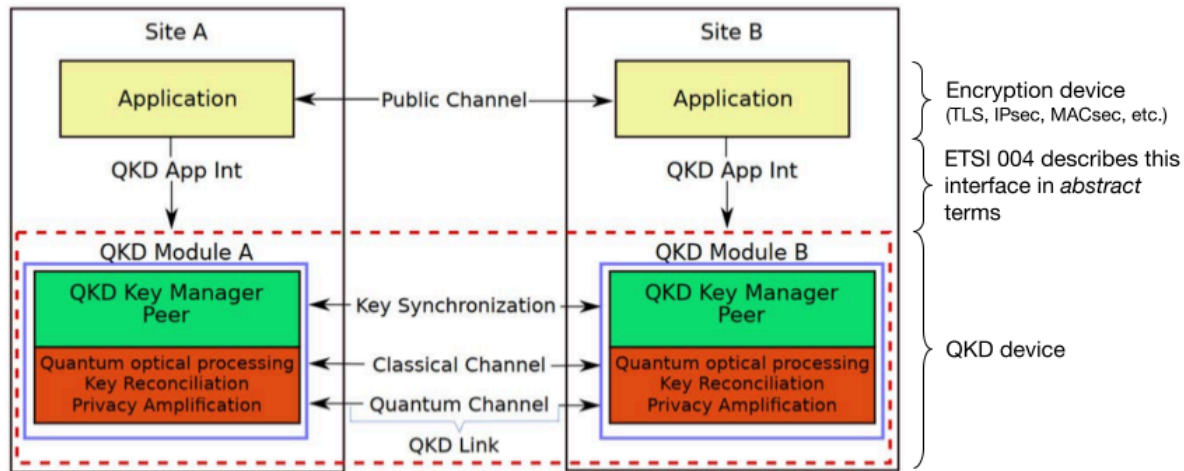 Site A
Site B
Application
Public Channel
Application
Encryption device
(TLS, IPsec, MACsec, etc.)
QKD App Int
QKD App Int
ETSI 004 describes this
interface in abstract
terms
QKD Module A
QKD Module B
QKD Key Manager
Peer
Key Synchronization
QKD Key Manager
Peer
QKD device
Quantum optical processing
Key Reconciliation
Privacy Amplification
Classical Channel
Quantum Channel
Quantum optical processing
Key Reconciliation
Privacy Amplification
QKD Link